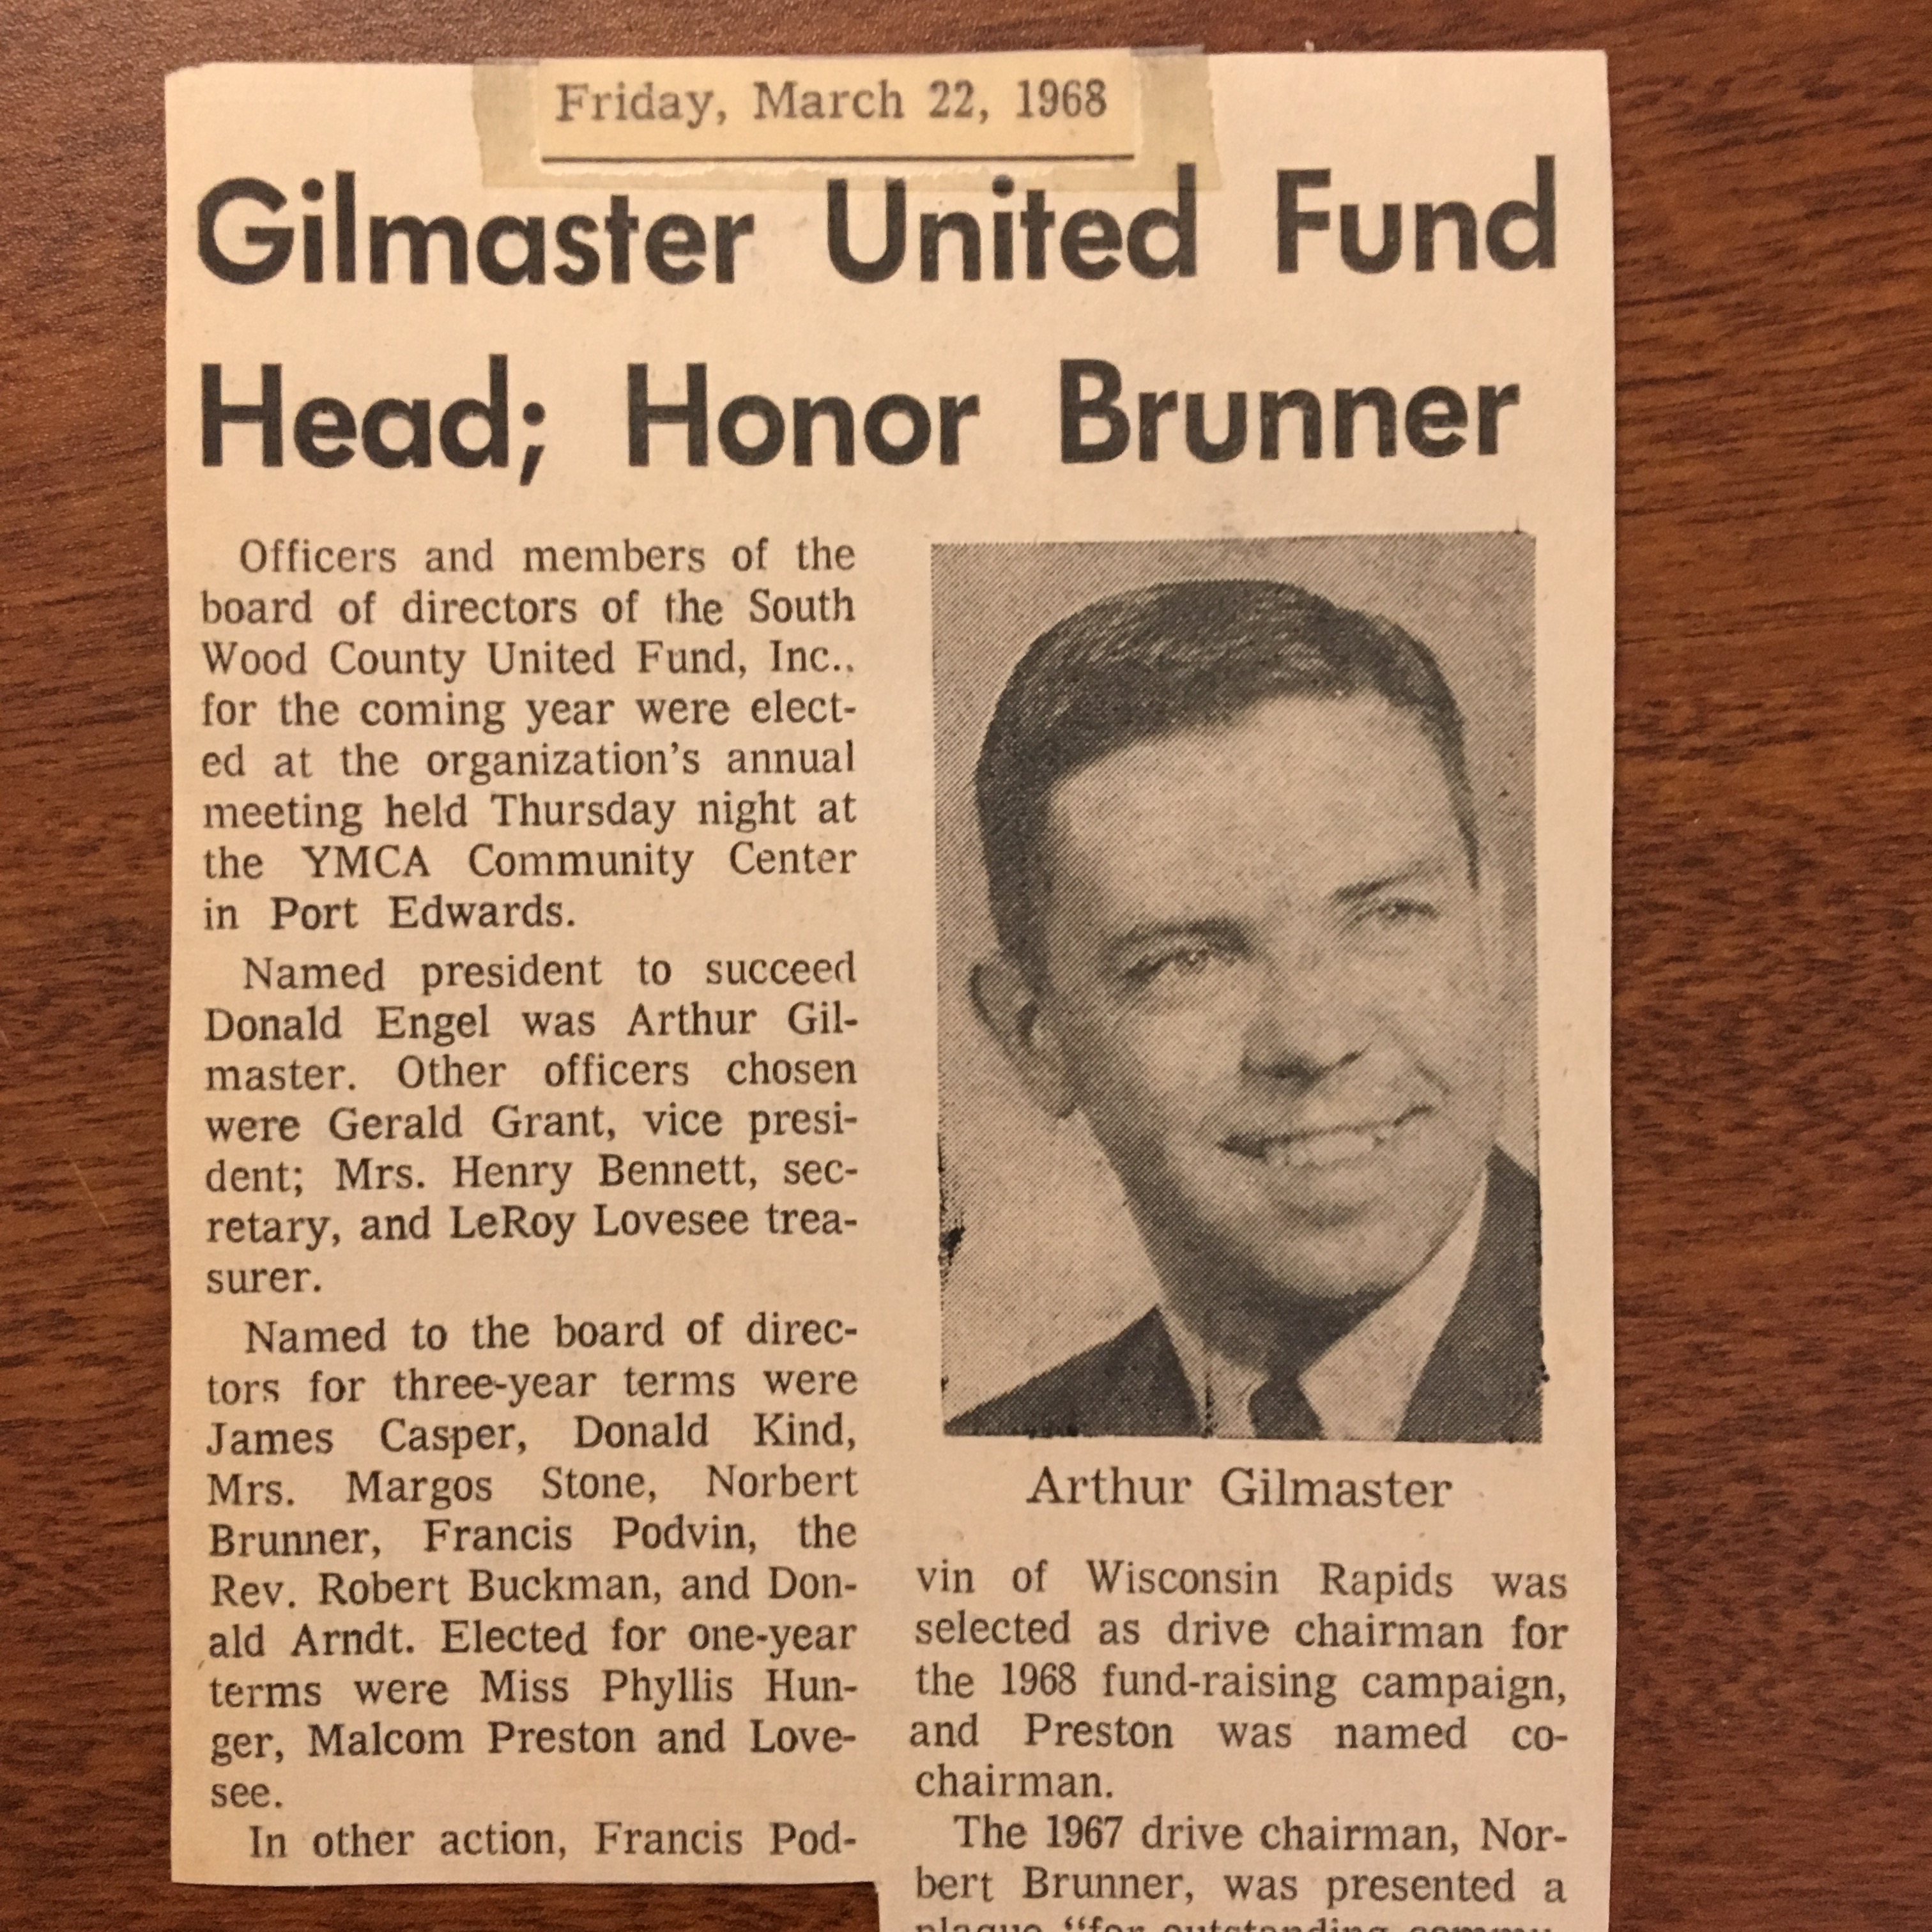 Friday, March 22, 1968
Gilmaster United Fund
Head; Honor Brunner
Officers and members of the
board of directors of the South
Wood County United Fund, Inc.,
for the coming year were elect-
ed at the organization's annual
meeting held Thursday night at
the YMCA Community Center
in Port Edwards.
Named president to succeed
Donald Engel was Arthur Gil-
master. Other officers chosen
were Gerald Grant, vice presi-
dent; Mrs. Henry Bennett, sec-
retary, and LeRoy Lovesee trea-
surer.
Named to the board of direc-
tors for three-year terms were
James Casper, Donald Kind,
Mrs. Margos Stone, Norbert
Brunner, Francis Podvin, the
Rev. Robert Buckman, and Don-
ald Arndt. Elected for one-year
terms were Miss Phyllis Hun-
ger, Malcom Preston and Love-
see.
In other action, Francis Pod-
Arthur Gilmaster
vin of Wisconsin Rapids was
selected as drive chairman for
the 1968 fund-raising campaign,
and Preston was named co-
chairman.
The 1967 drive chairman, Nor-
bert Brunner, was presented a
plaque "for outstanding commu-